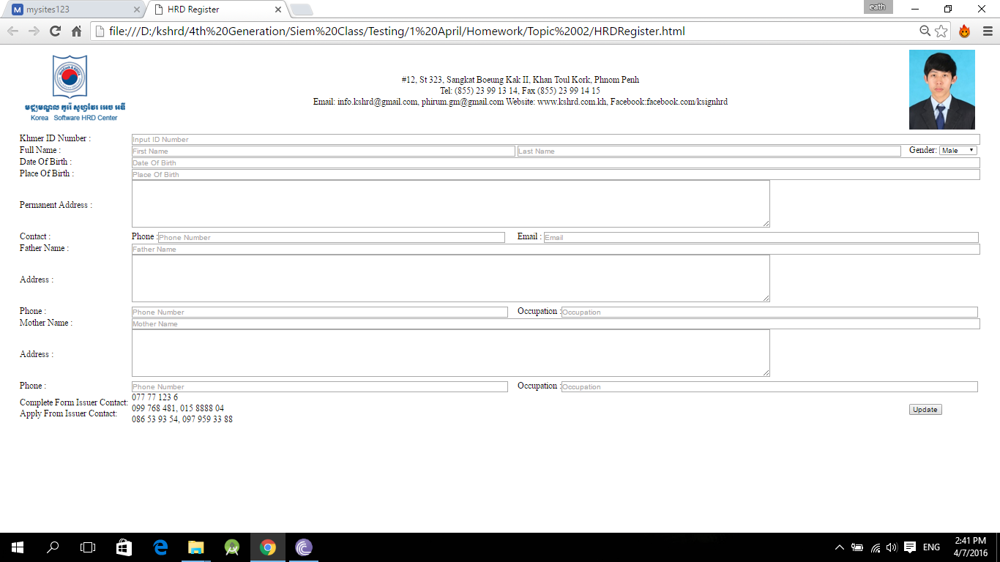 mysites123
HRD Register
eath
file:///D:/kshrd/4th%20Generation/Siem%20Class/Testing/1%20April/Homework/Topic%2002/HRDRegister.html
មជ្ឈមណ្ឌល កូរ៉េ សូហ្វវែរ អេច អរឌី
Korea Software HRD Center
#12, St 323, Sangkat Boeung Kak II, Khan Toul Kork, Phnom Penh
Tel: (855) 23 99 13 14, Fax (855) 23 99 14 15
Email: info.kshrd@gmail.com, phirum.gm@gmail.com Website: www.kshrd.com.kh, Facebook:facebook.com/ksignhrd
Khmer ID Number : Input ID Number
Full Name : First Name Last Name Gender: Male
Date Of Birth : Date Of Birth
Place Of Birth : Place Of Birth
Permanent Address :
Contact : Phone : Phone Number Email : Email
Father Name : Father Name
Address :
Phone : Phone Number Occupation : Occupation
Mother Name : Mother Name
Address :
Phone : Phone Number Occupation : Occupation
077 77 123 6
Complete Form Issuer Contact:
099 768 481, 015 8888 04
Update
Apply From Issuer Contact:
086 53 93 54, 097 959 33 88
ENG
2:41 PM
4/7/2016